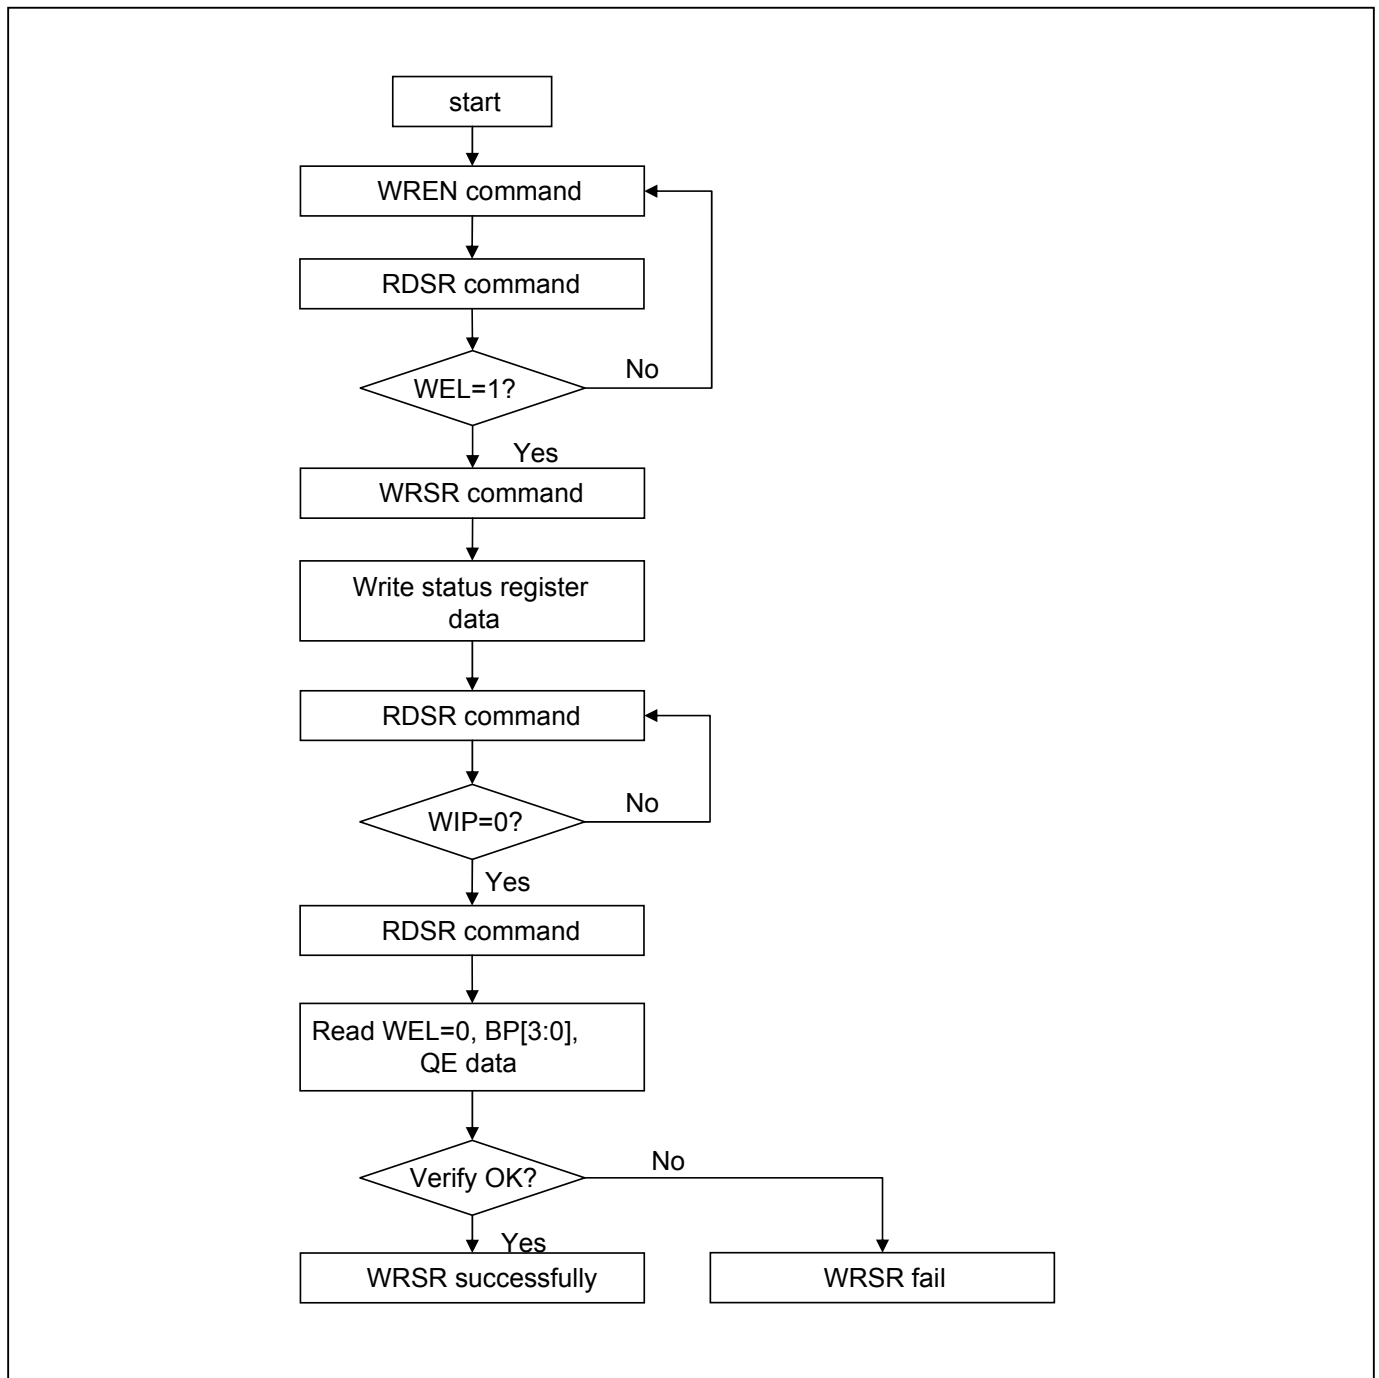 start
WREN command
RDSR command
WEL=1?
No
Yes
WRSR command
Write status register
data
RDSR command
WIP=0?
No
Yes
RDSR command
Read WEL=0, BP[3:0],
QE data
Verify OK?
No
Yes
WRSR successfully
WRSR fail